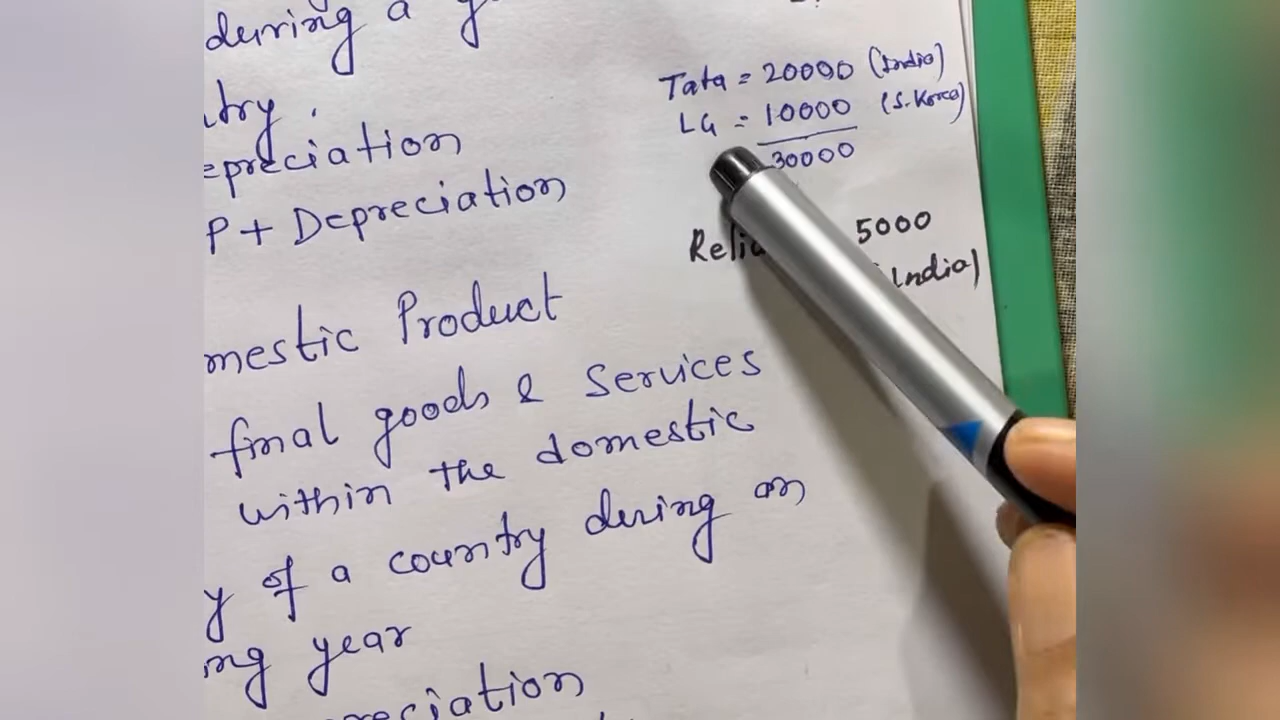 during a
try.
epreciation
P + Depreciation
mestic Product
final goods & services
within the domestic
y of a country during an
ng year
reciation
Tata = 20000 (India)
LG = 10000 (S. Korea)
30000
Reli 5000
India)